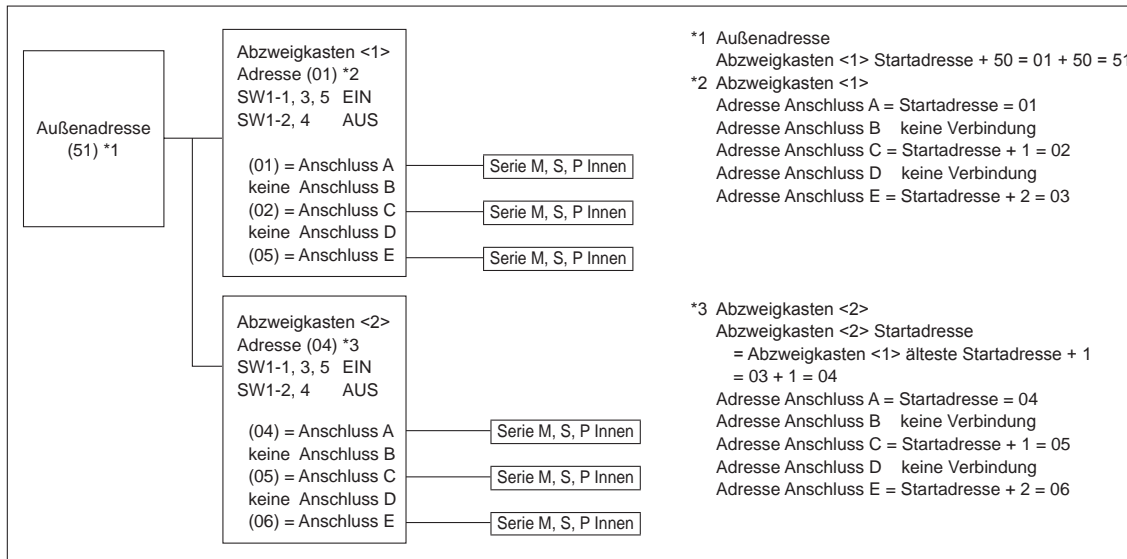 Außenadresse
(51) *1
Abzweigkasten <1>
Adresse (01) *2
SW1-1, 3, 5 EIN
SW1-2, 4 AUS
(01) = Anschluss A
keine Anschluss B
(02) = Anschluss C
keine Anschluss D
(05) = Anschluss E
Serie M, S, P Innen
Serie M, S, P Innen
Serie M, S, P Innen
Abzweigkasten <2>
Adresse (04) *3
SW1-1, 3, 5 EIN
SW1-2, 4 AUS
(04) = Anschluss A
keine Anschluss B
(05) = Anschluss C
keine Anschluss D
(06) = Anschluss E
Serie M, S, P Innen
Serie M, S, P Innen
Serie M, S, P Innen
*1 Außenadresse
Abzweigkasten <1> Startadresse + 50 = 01 + 50 = 51
*2 Abzweigkasten <1>
Adresse Anschluss A = Startadresse = 01
Adresse Anschluss B keine Verbindung
Adresse Anschluss C = Startadresse + 1 = 02
Adresse Anschluss D keine Verbindung
Adresse Anschluss E = Startadresse + 2 = 03
*3 Abzweigkasten <2>
Abzweigkasten <2> Startadresse
= Abzweigkasten <1> älteste Startadresse + 1
= 03 + 1 = 04
Adresse Anschluss A = Startadresse = 04
Adresse Anschluss B keine Verbindung
Adresse Anschluss C = Startadresse + 1 = 05
Adresse Anschluss D keine Verbindung
Adresse Anschluss E = Startadresse + 2 = 06